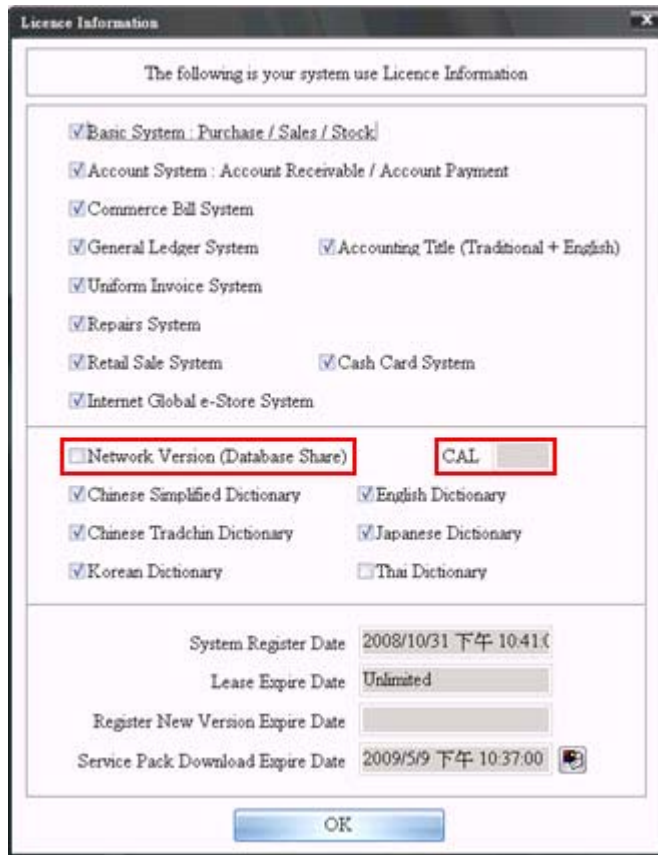 Licence Information
The following is your system use Licence Information
Basic System : Purchase / Sales / Stock
Account System : Account Receivable / Account Payment
Commerce Bill System
General Ledger System Accounting Title (Traditional + English)
Uniform Invoice System
Repairs System
Retail Sale System Cash Card System
Internet Global e-Store System
Network Version (Database Share) CAL
Chinese Simplified Dictionary English Dictionary
Chinese Tradchin Dictionary Japanese Dictionary
Korean Dictionary Thai Dictionary
System Register Date 2008/10/31 下午 10:41:0
Lease Expire Date Unlimited
Register New Version Expire Date
Service Pack Download Expire Date 2009/5/9 下午 10:37:00
OK